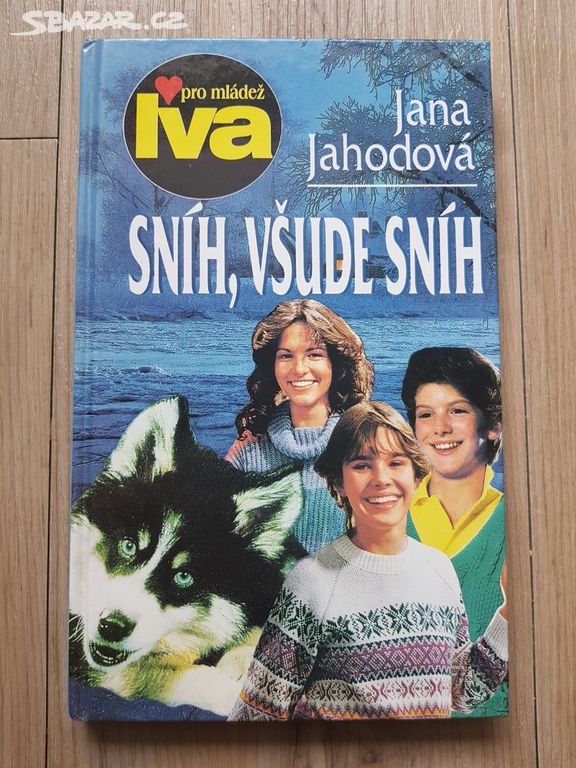 SBAZAR.CZ
pro mládež
Iva
Jana
Jahodová
SNÍH, VŠUDE SNÍH